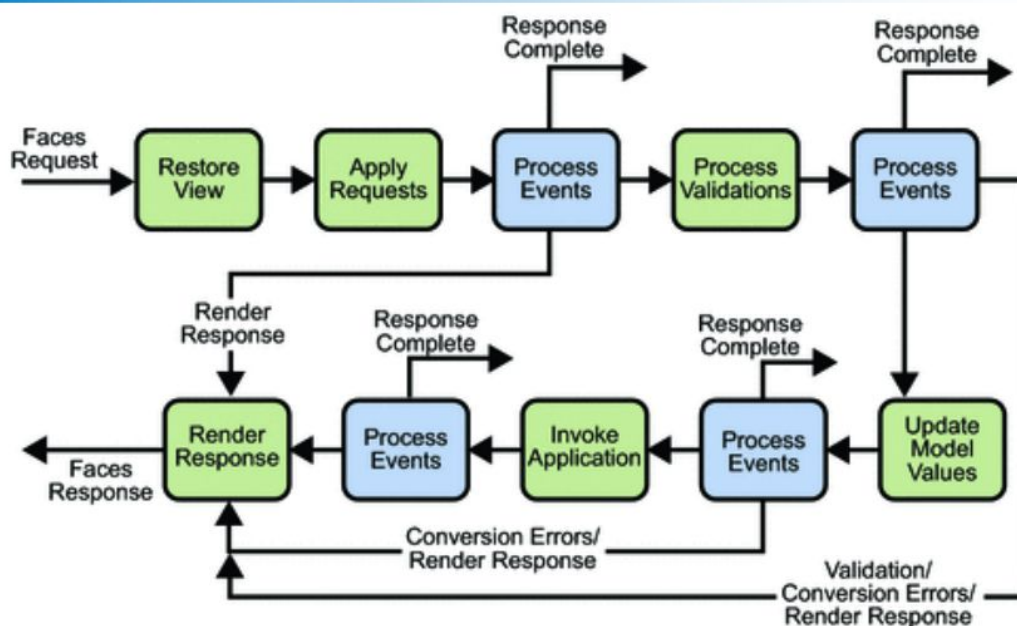 Response
Complete
Response
Complete
Faces
Request
Restore
View
Apply
Requests
Process
Events
Process
Validations
Process
Events
Render
Response
Response
Complete
Response
Complete
Render
Response
Process
Events
Invoke
Application
Process
Events
Update
Model
Values
Faces
Response
Conversion Errors/
Render Response
Validation/
Conversion Errors/
Render Response